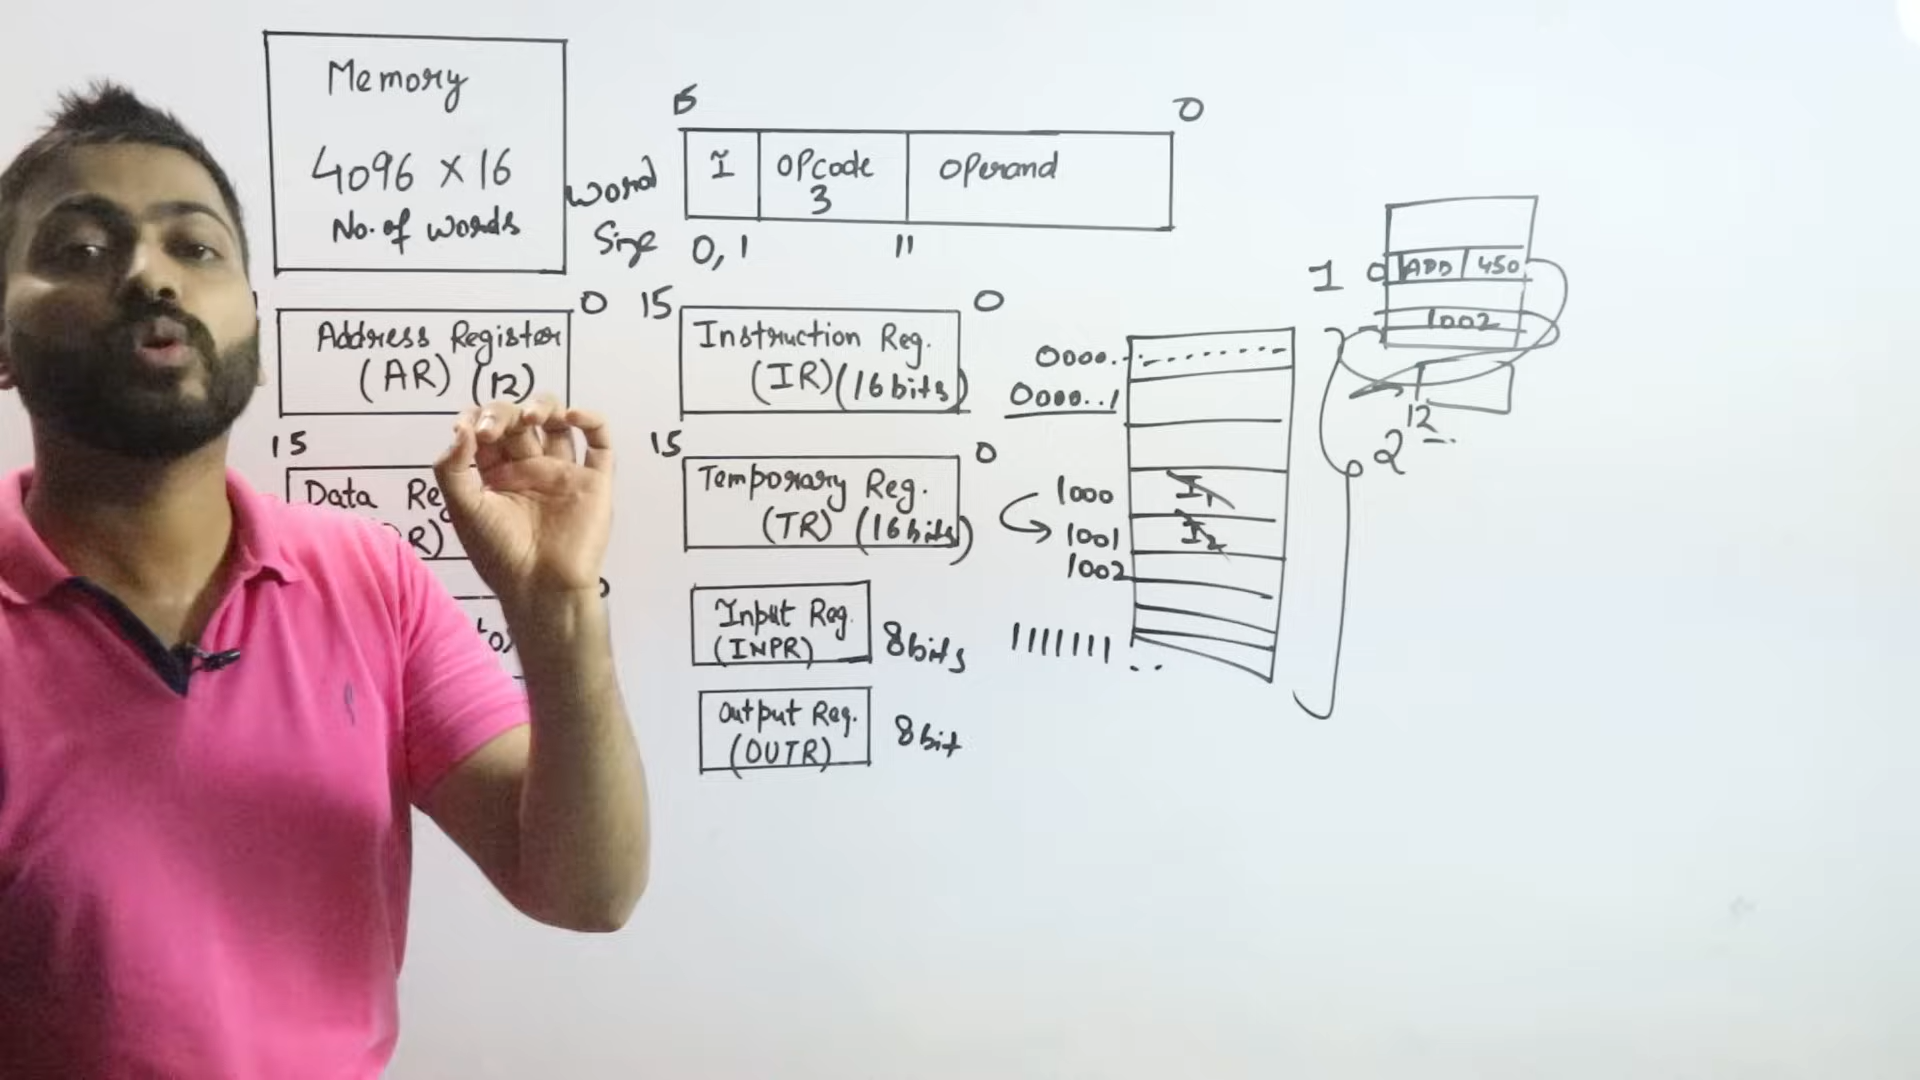 Memory
4096 × 16
No. of words
word
Size
15 0
I Opcode Operand
3
0,1 11
0
Address Register
(AR) (12)
15 0
Instruction Reg.
(IR) (16 bits)
15
Data Re
R)
15 0
Temporary Reg.
(TR) (16 bits)
Input Reg.
(INPR)
8 bits
Output Reg.
(OUTR)
8 bit
0000..
0000..1
1000 I1
1001 I2
1002
1111111 ..
1 0 ADD 450
1002
2 12